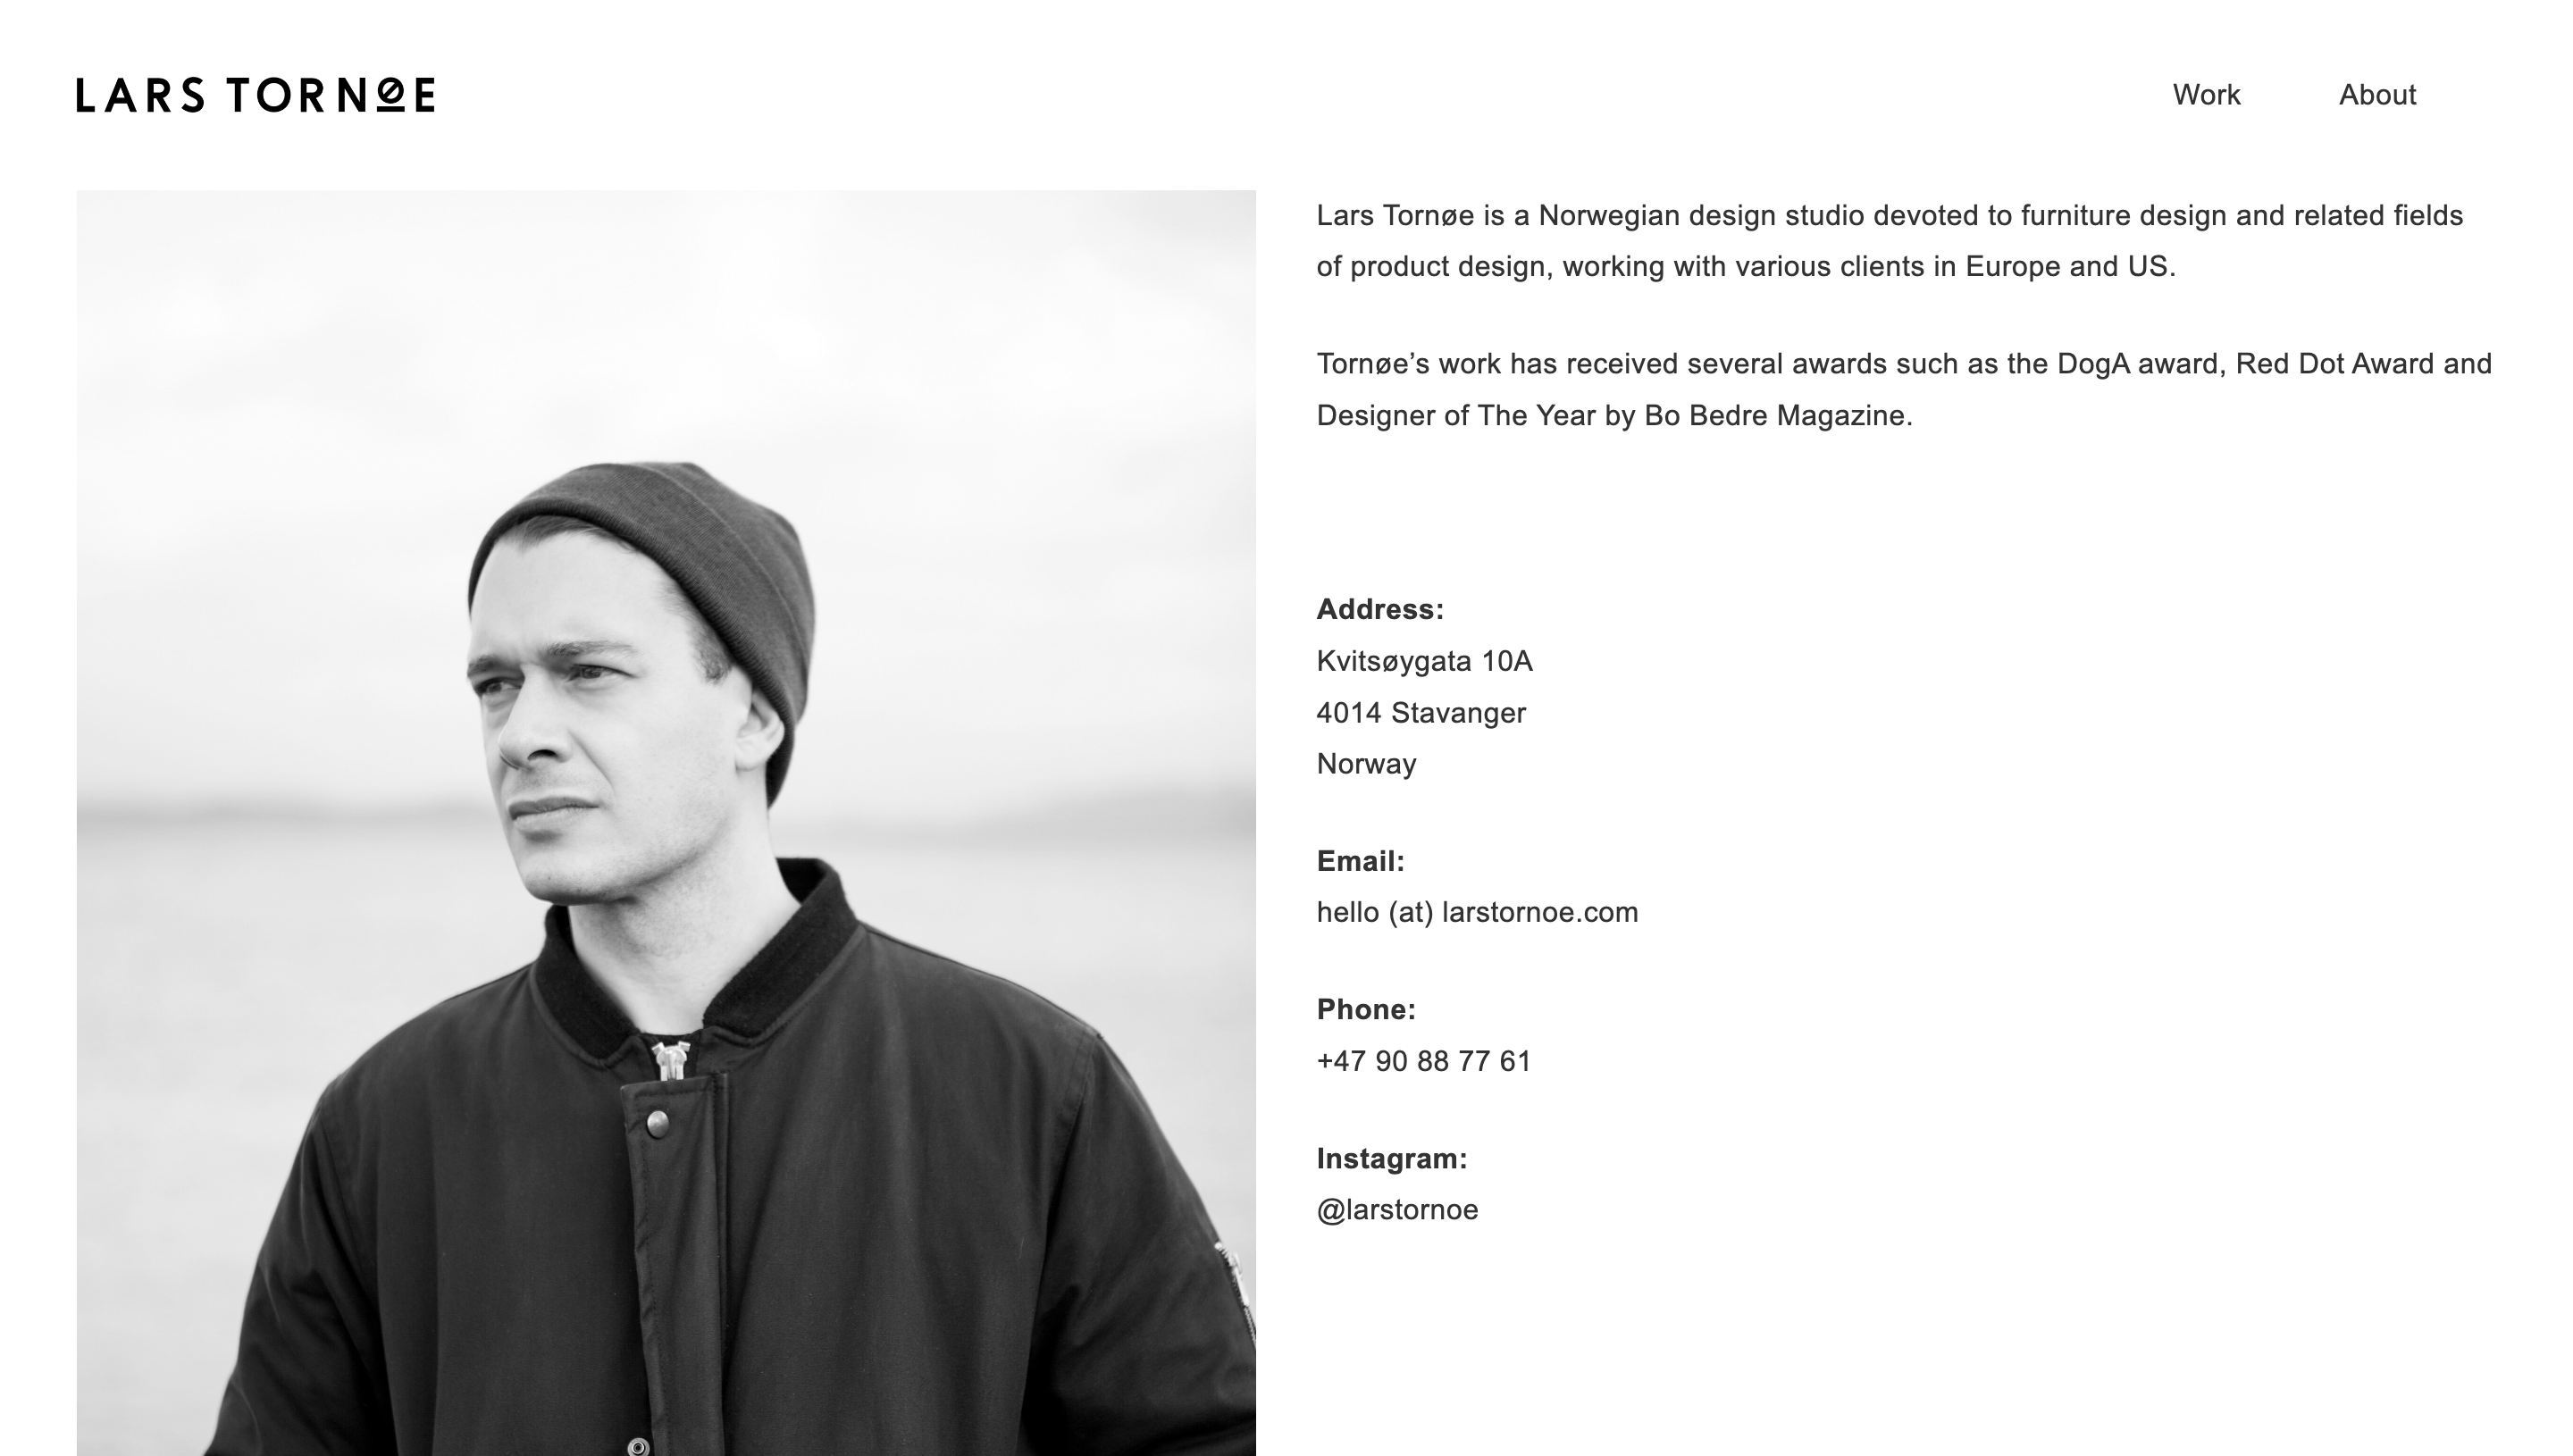 LARS TORNØE
Work
About
Lars Tornøe is a Norwegian design studio devoted to furniture design and related fields
of product design, working with various clients in Europe and US.
Tornøe’s work has received several awards such as the DogA award, Red Dot Award and
Designer of The Year by Bo Bedre Magazine.
Address:
Kvitsøygata 10A
4014 Stavanger
Norway
Email:
hello (at) larstornoe.com
Phone:
+47 90 88 77 61
Instagram:
@larstornoe